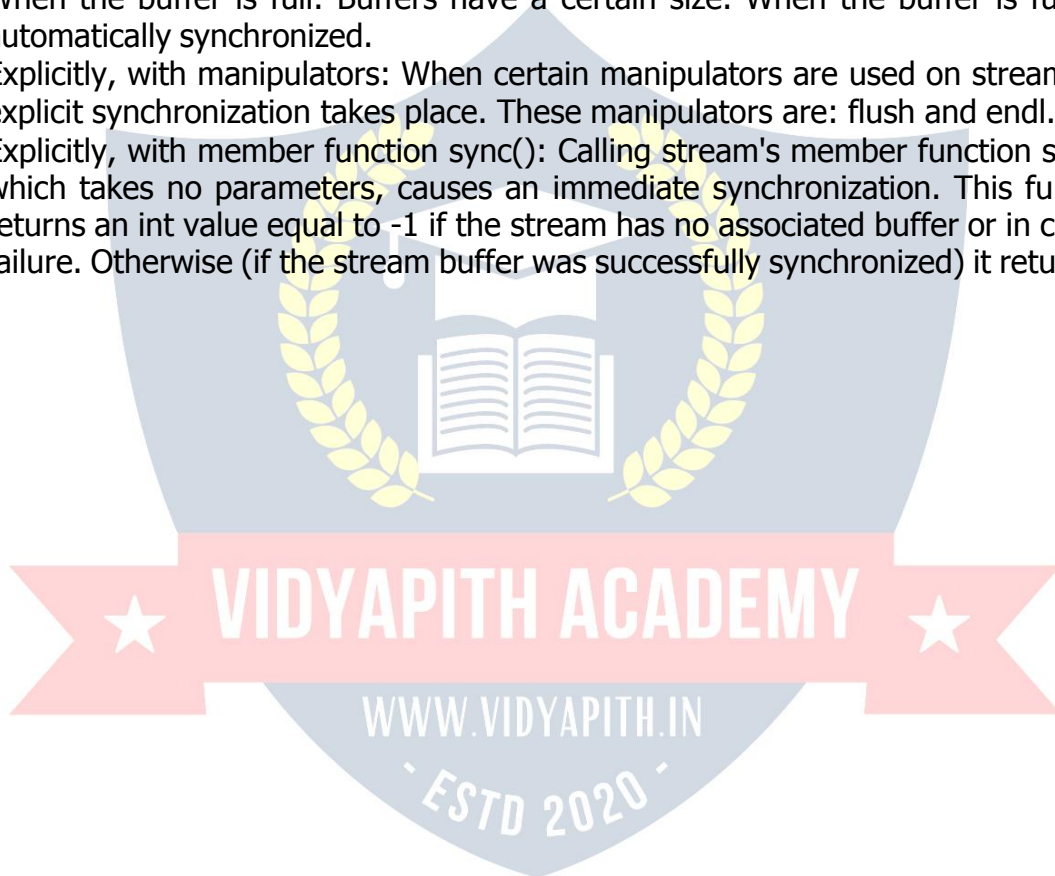 when the buffer is full: Buffers have a certain size. When the buffer is fu
automatically synchronized.
Explicitly, with manipulators: When certain manipulators are used on strean
explicit synchronization takes place. These manipulators are: flush and endl.
Explicitly, with member function sync(): Calling stream's member function s
which takes no parameters, causes an immediate synchronization. This fu
returns an int value equal to -1 if the stream has no associated buffer or in c
failure. Otherwise (if the stream buffer was successfully synchronized) it retu
VIDYAPITH ACADEMY
WWW.VIDYAPITH.IN
· ESTD 2020 ·